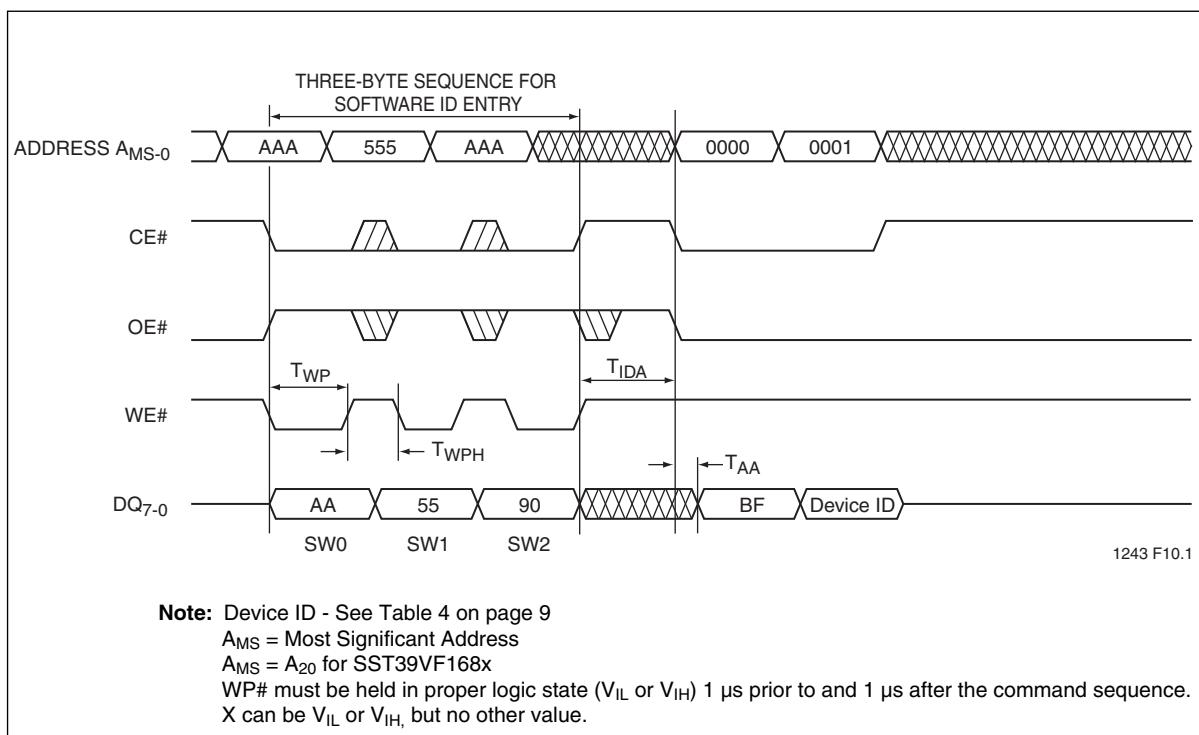 THREE-BYTE SEQUENCE FOR
SOFTWARE ID ENTRY
ADDRESS AMS-0
AAA 555 AAA 0000 0001
CE#
OE#
TWP TIDA
WE#
TWPH
TAA
DQ7-0
AA 55 90 BF Device ID
SW0 SW1 SW2
1243 F10.1
Note: Device ID - See Table 4 on page 9
AMS = Most Significant Address
AMS = A20 for SST39VF168x
WP# must be held in proper logic state (VIL or VIH) 1 µs prior to and 1 µs after the command sequence.
X can be VIL or VIH, but no other value.